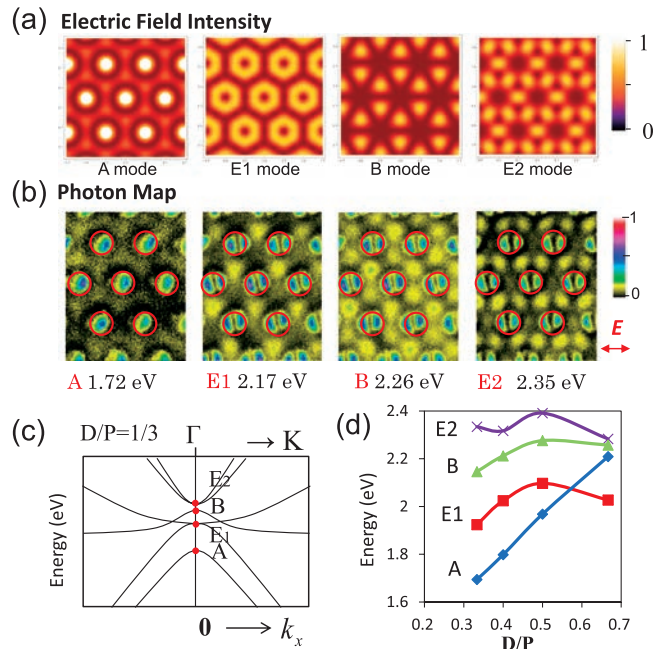 (a) Electric Field Intensity
1
0
A mode E1 mode B mode E2 mode
(b) Photon Map
1
0
E
A 1.72 eV E1 2.17 eV B 2.26 eV E2 2.35 eV
(c)
D/P=1/3 Γ → K
E2
B
E1
A
Energy (eV)
0 → kx
(d)
2.4
2.2
2
1.8
1.6
E2
B
E1
A
Energy (eV)
0.2 0.3 0.4 0.5 0.6 0.7
D/P